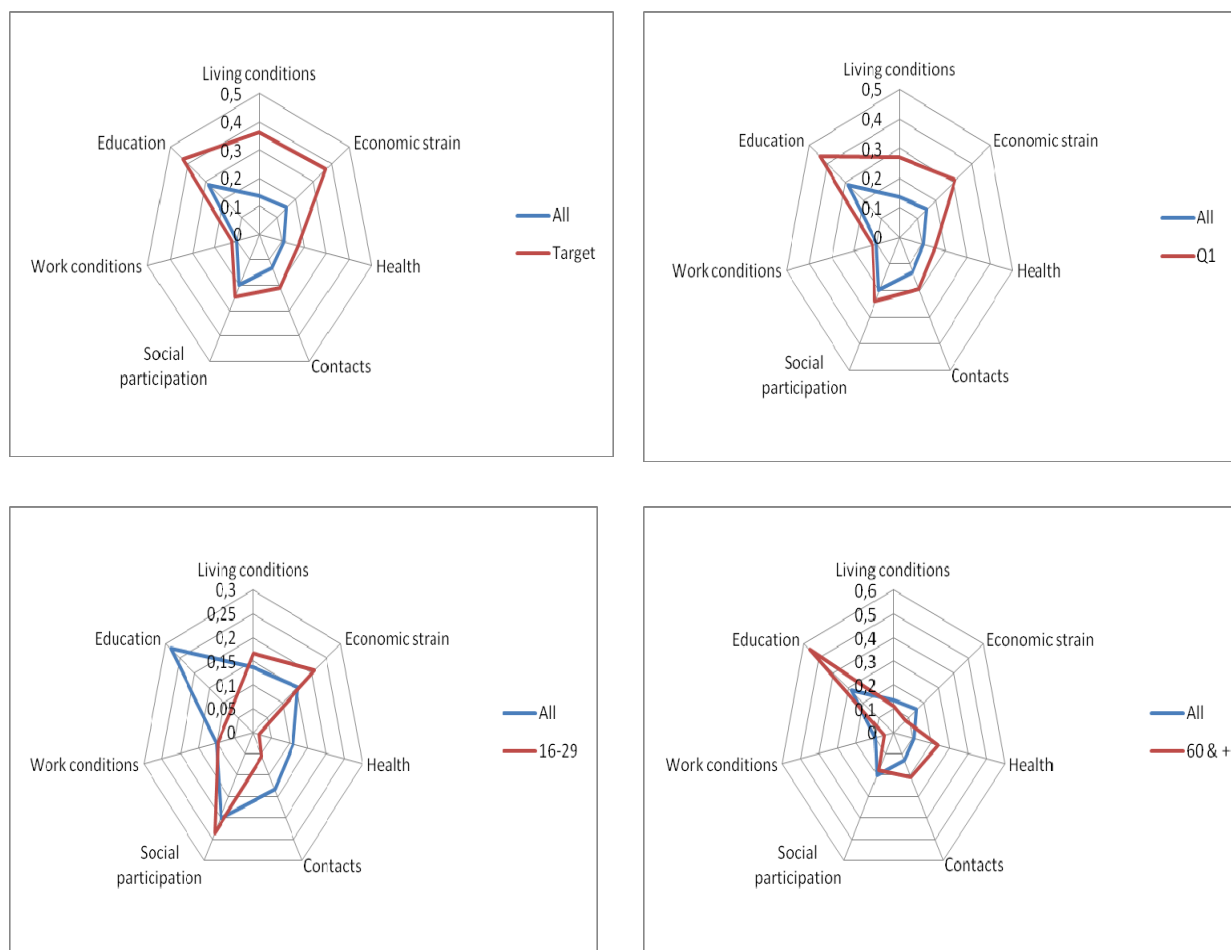 Living conditions
0,5
0,4
0,3
0,2
0,1
0
Education
Economic strain
Work conditions
Health
Social
participation
Contacts
All
Target
Living conditions
0,5
0,4
0,3
0,2
0,1
0
Education
Economic strain
Work conditions
Health
Social
participation
Contacts
All
Q1
Living conditions
0,3
0,25
0,2
0,15
0,1
0,05
0
Education
Economic strain
Work conditions
Health
Social
participation
Contacts
All
16-29
Living conditions
0,6
0,5
0,4
0,3
0,2
0,1
0
Education
Economic strain
Work conditions
Health
Social
participation
Contacts
All
60 & +